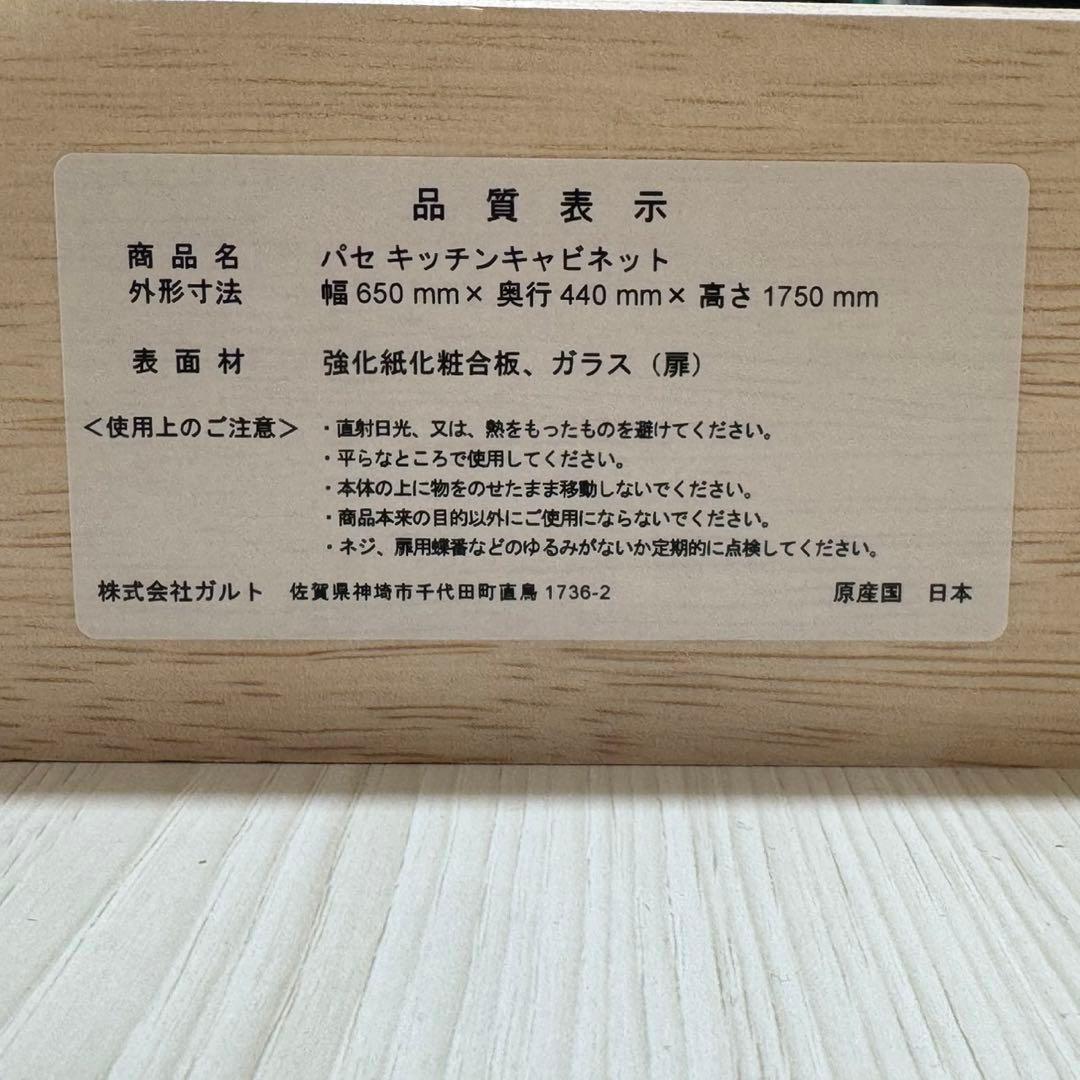 品質表示
商品名 パセ キッチンキャビネット
外形寸法 幅 650 mm× 奥行 440 mm× 高さ 1750 mm
表面材 強化紙化粧合板、ガラス（扉）
＜使用上のご注意＞ ・直射日光、又は、熱をもったものを避けてください。
・平らなところで使用してください。
・本体の上に物をのせたまま移動しないでください。
・商品本来の目的以外にご使用にならないでください。
・ネジ、扉用蝶番などのゆるみがないか定期的に点検してください。
株式会社ガルト 佐賀県神埼市千代田町直鳥 1736-2 原産国 日本